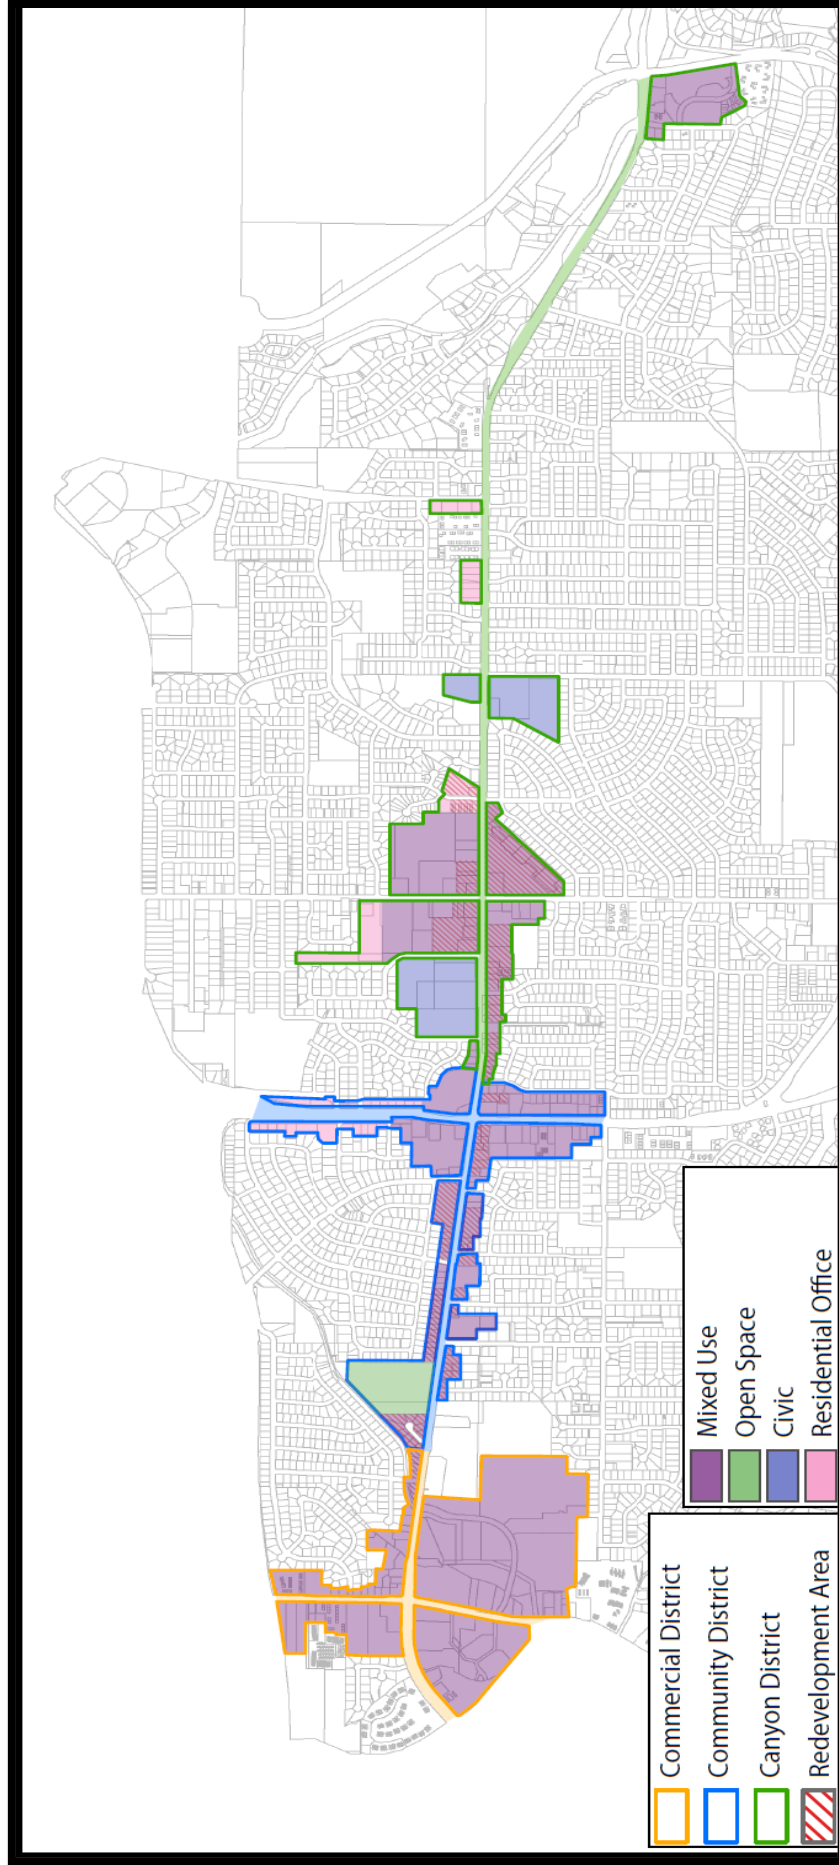 Commercial District
Community District
Canyon District
Redevelopment Area
Mixed Use
Open Space
Civic
Residential Office